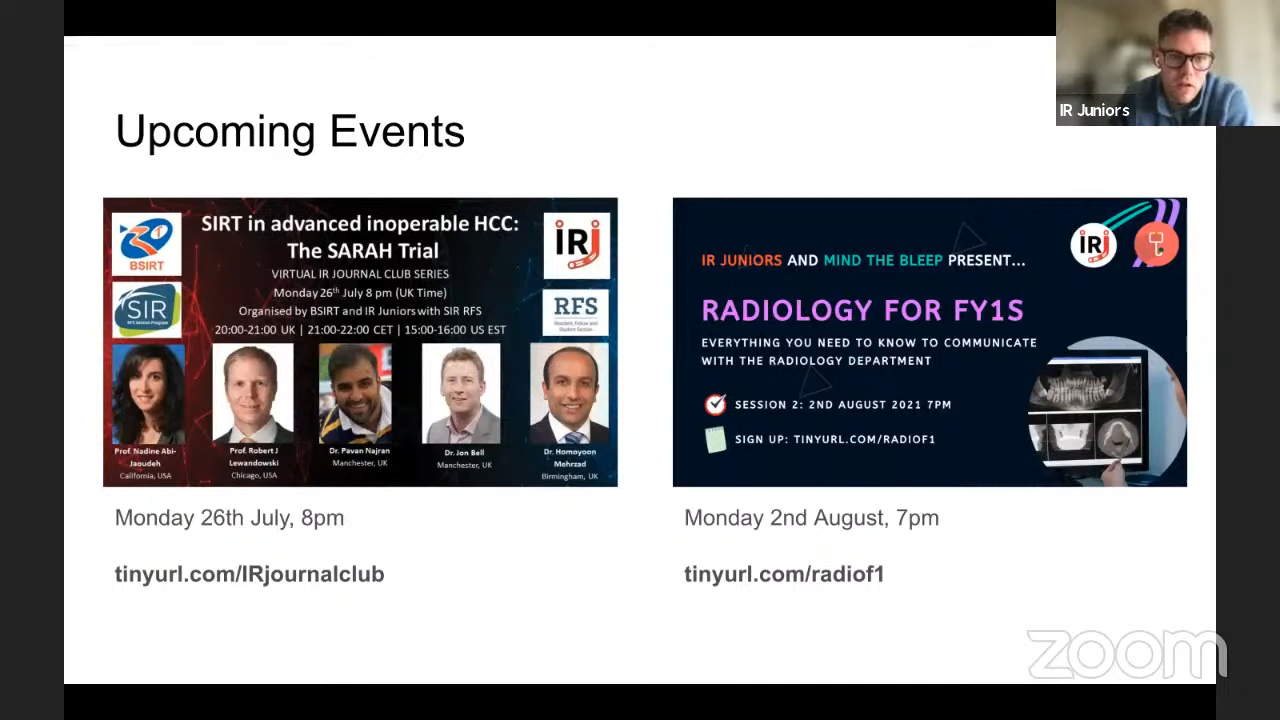 IR Juniors
Upcoming Events
BSIRT
SIR
SIRT in advanced inoperable HCC:
The SARAH Trial
VIRTUAL IR JOURNAL CLUB SERIES
Monday 26th July 8 pm (UK Time)
Organised by BSIRT and IR Juniors with SIR RFS
20:00-21:00 UK | 21:00-22:00 CET | 15:00-16:00 US EST
IRJ
RFS
Resident, Fellow and
Student Section
Prof. Nadine Abi-
Jaoudeh
California, USA
Prof. Robert J
Lewandowski
Chicago, USA
Dr. Pavan Najran
Manchester, UK
Dr. Jon Bell
Manchester, UK
Dr. Homoyoon
Mehrzad
Birmingham, UK
Monday 26th July, 8pm
tinyurl.com/IRjournalclub
IRJ
IR JUNIORS AND MIND THE BLEEP PRESENT...
RADIOLOGY FOR FY1S
EVERYTHING YOU NEED TO KNOW TO COMMUNICATE
WITH THE RADIOLOGY DEPARTMENT
SESSION 2: 2ND AUGUST 2021 7PM
SIGN UP: TINYURL.COM/RADIOF1
Monday 2nd August, 7pm
tinyurl.com/radiof1
zoom